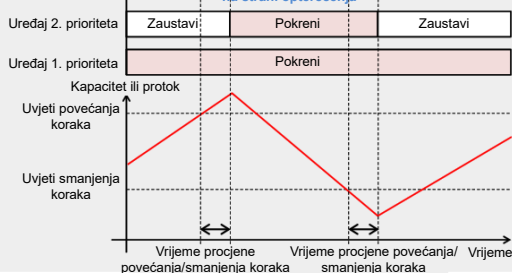 Uređaj 2. prioriteta
Zaustavi
Pokreni
Zaustavi
Uređaj 1. prioriteta
Pokreni
Kapacitet ili protok
Uvjeti povećanja
koraka
Uvjeti smanjenja
koraka
Vrijeme procjene
povećanja/smanjenja koraka
Vrijeme procjene povećanja/
smanjenja koraka
Vrijeme